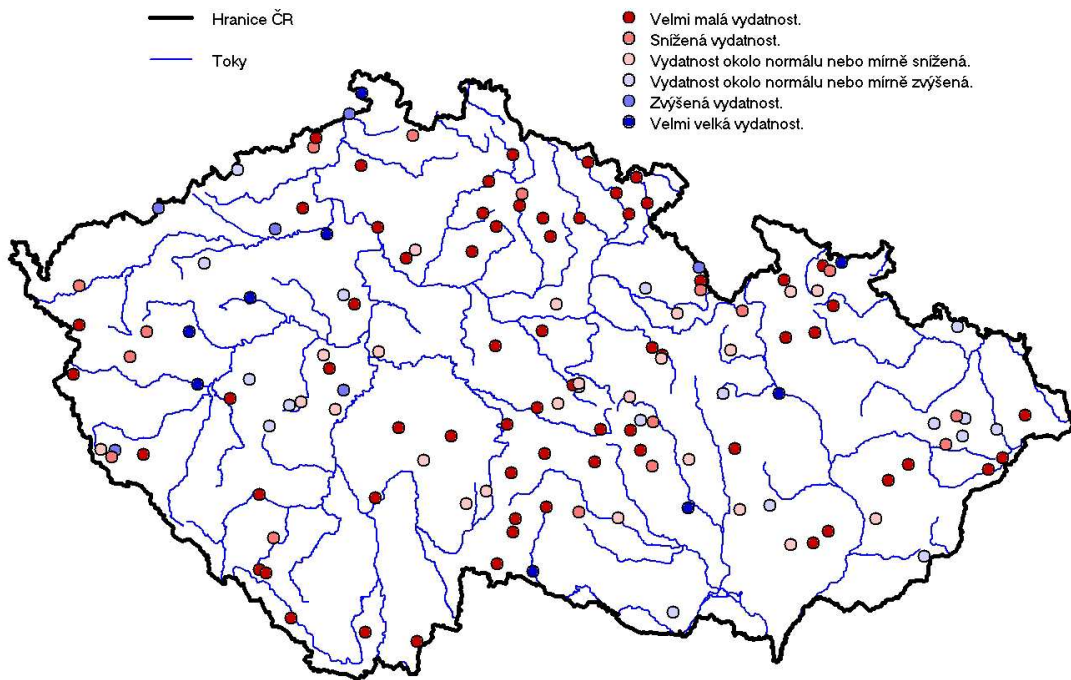 Hranice ČR
Toky
Velmi malá vydatnost.
Snížená vydatnost.
Vydatnost okolo normálu nebo mírně snížená.
Vydatnost okolo normálu nebo mírně zvýšená.
Zvýšená vydatnost.
Velmi velká vydatnost.